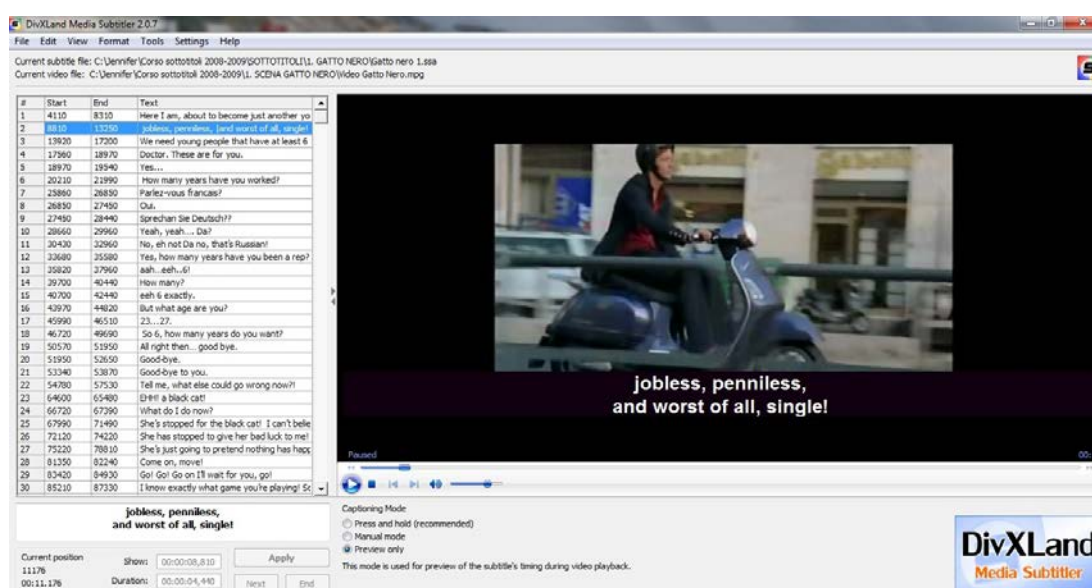 DivXLand Media Subtitler 2.0.7
File Edit View Format Tools Settings Help
Current subtitle file: C:\Jennifer\Corso sottotitoli 2008-2009\SOTTOTITOLI\1. GATTO NERO\Gatto nero 1.ssa
Current video file: C:\Jennifer\Corso sottotitoli 2008-2009\1. SCENA GATTO NERO\Video Gatto Nero.mpg
# Start End Text
1 4110 8310 Here I am, about to become just another yo
2 8810 13250 jobless, penniless, |and worst of all, single!
3 13920 17200 We need young people that have at least 6
4 17560 18970 Doctor. These are for you.
5 18970 19540 Yes...
6 20210 21990 How many years have you worked?
7 25860 26850 Parlez-vous francais?
8 26850 27450 Oui.
9 27450 28440 Sprechan Sie Deutsch??
10 28660 29960 Yeah, yeah.... Da?
11 30430 32960 No, eh not Da no, that's Russian!
12 33680 35580 Yes, how many years have you been a rep?
13 35820 37960 aah...eeh..6!
14 39700 40440 How many?
15 40700 42440 eeh 6 exactly.
16 43970 44820 But what age are you?
17 45990 46510 23...27.
18 46720 49690 So 6, how many years do you want?
19 50570 51950 All right then... good bye.
20 51950 52650 Good-bye.
21 53340 53870 Good-bye to you.
22 54780 57530 Tell me, what else could go wrong now?!
23 64600 65480 EHH! a black cat!
24 66720 67390 What do I do now?
25 67990 71490 She's stopped for the black cat! I can't belie
26 72120 74220 She has stopped to give her bad luck to me!
27 75220 78810 She's just going to pretend nothing has happ
28 81350 82240 Come on, move!
29 83420 84930 Go! Go! Go on I'll wait for you, go!
30 85210 87330 I know exactly what game you're playing! Sc
jobless, penniless,
and worst of all, single!
Paused
00:
jobless, penniless,
and worst of all, single!
Current position
11176
00:11.176
Show: 00:00:08,810
Duration: 00:00:04,440
Apply
Next End
Captioning Mode
Press and hold (recommended)
Manual mode
Preview only
This mode is used for preview of the subtitle's timing during video playback.
DivXLand
Media Subtitler